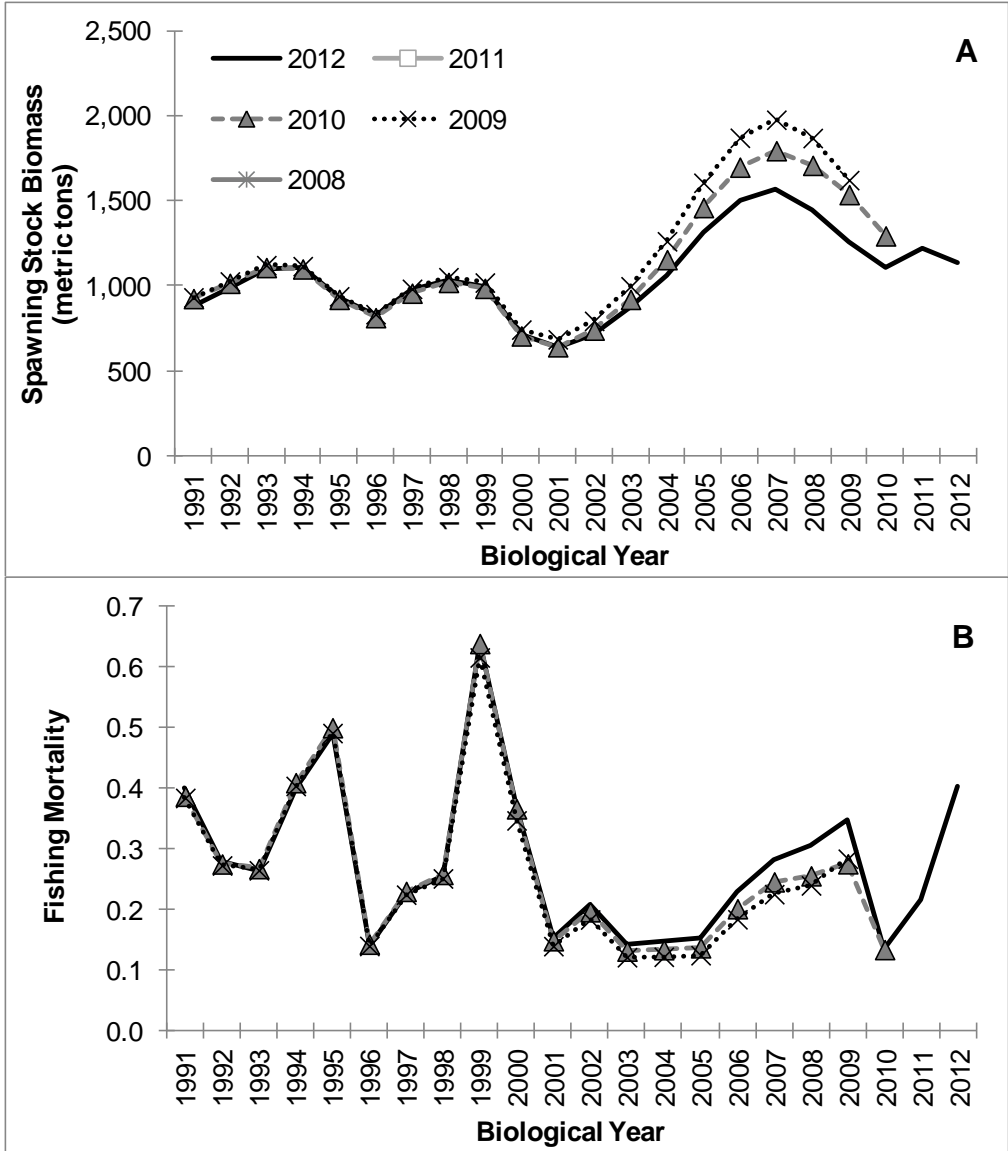 2,500
2,000
1,500
1,000
500
0
Spawning Stock Biomass
(metric tons)
2012 2011
2010 2009
2008
A
1991 1992 1993 1994 1995 1996 1997 1998 1999 2000 2001 2002 2003 2004 2005 2006 2007 2008 2009 2010 2011 2012
Biological Year
0.7
0.6
0.5
0.4
0.3
0.2
0.1
0.0
Fishing Mortality
B
1991 1992 1993 1994 1995 1996 1997 1998 1999 2000 2001 2002 2003 2004 2005 2006 2007 2008 2009 2010 2011 2012
Biological Year